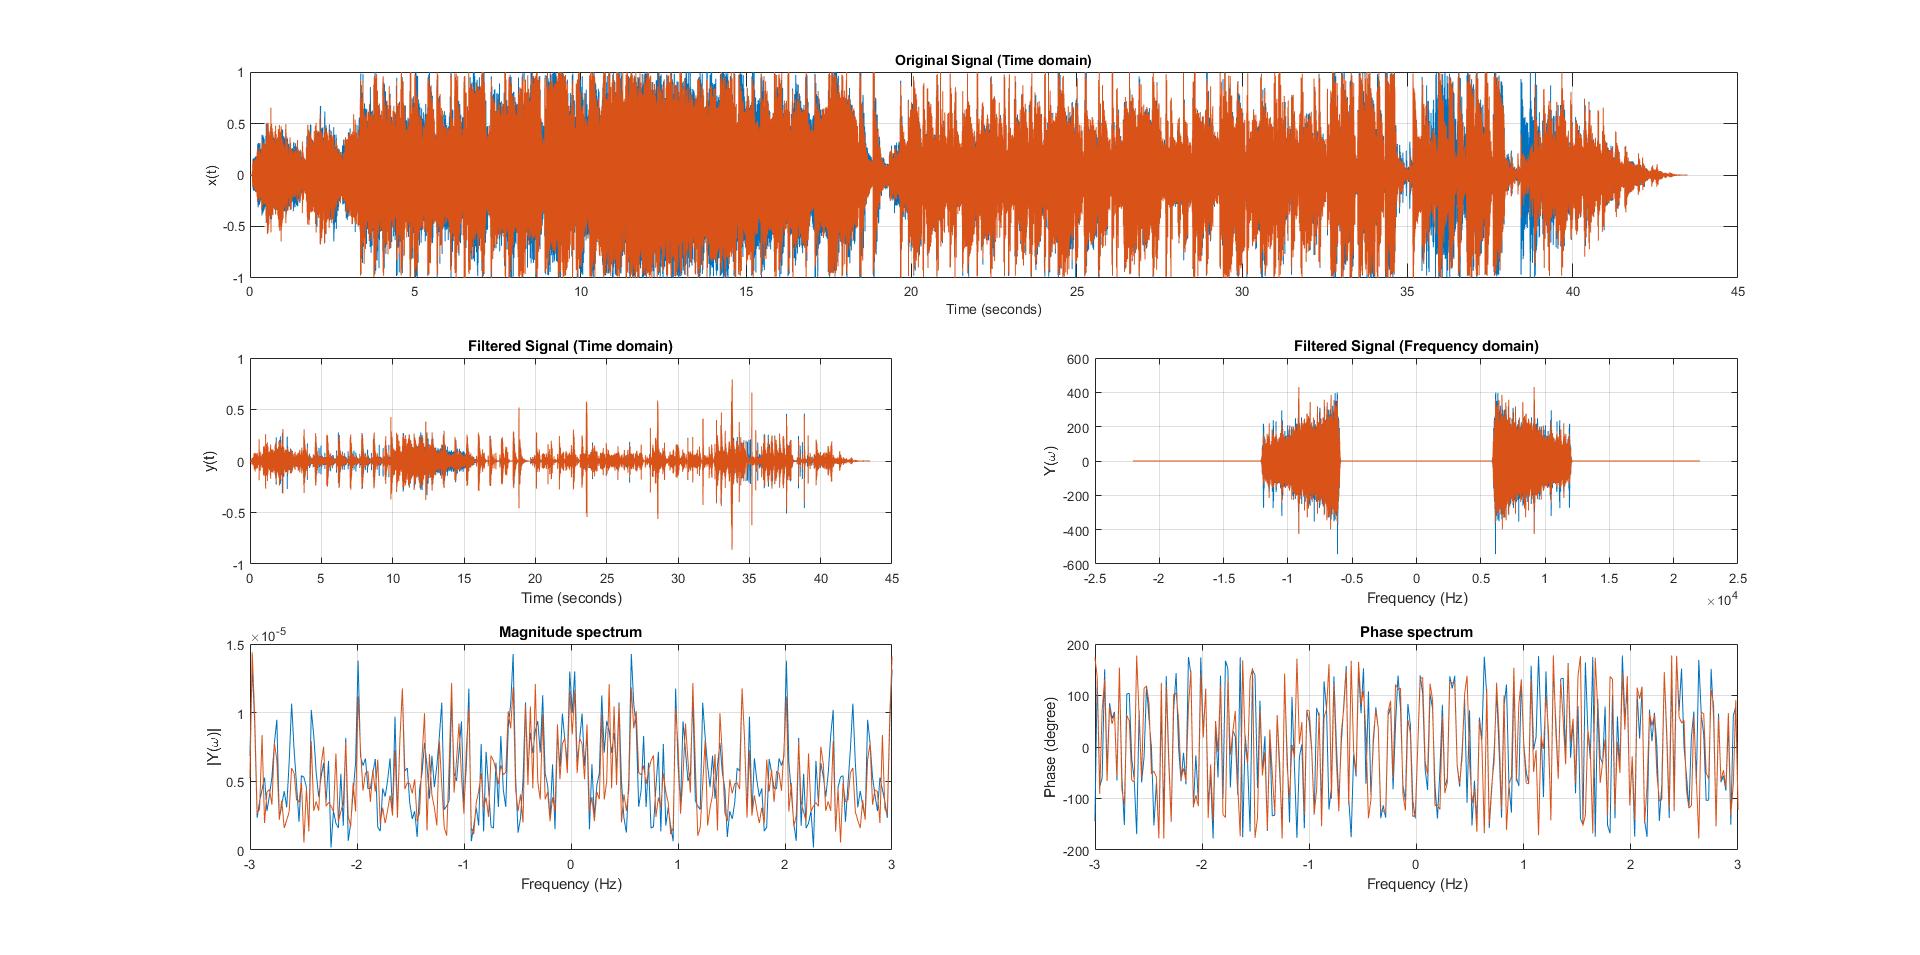 Original Signal (Time domain)
1
0.5
0
-0.5
-1
x(t)
0 5 10 15 20 25 30 35 40 45
Time (seconds)
Filtered Signal (Time domain)
1
0.5
0
-0.5
-1
y(t)
0 5 10 15 20 25 30 35 40 45
Time (seconds)
Filtered Signal (Frequency domain)
600
400
200
0
-200
-400
-600
Y(ω)
-2.5 -2 -1.5 -1 -0.5 0 0.5 1 1.5 2 2.5
Frequency (Hz)
×10^4
Magnitude spectrum
×10^-5
1.5
1
0.5
0
|Y(ω)|
-3 -2 -1 0 1 2 3
Frequency (Hz)
Phase spectrum
200
100
0
-100
-200
Phase (degree)
-3 -2 -1 0 1 2 3
Frequency (Hz)